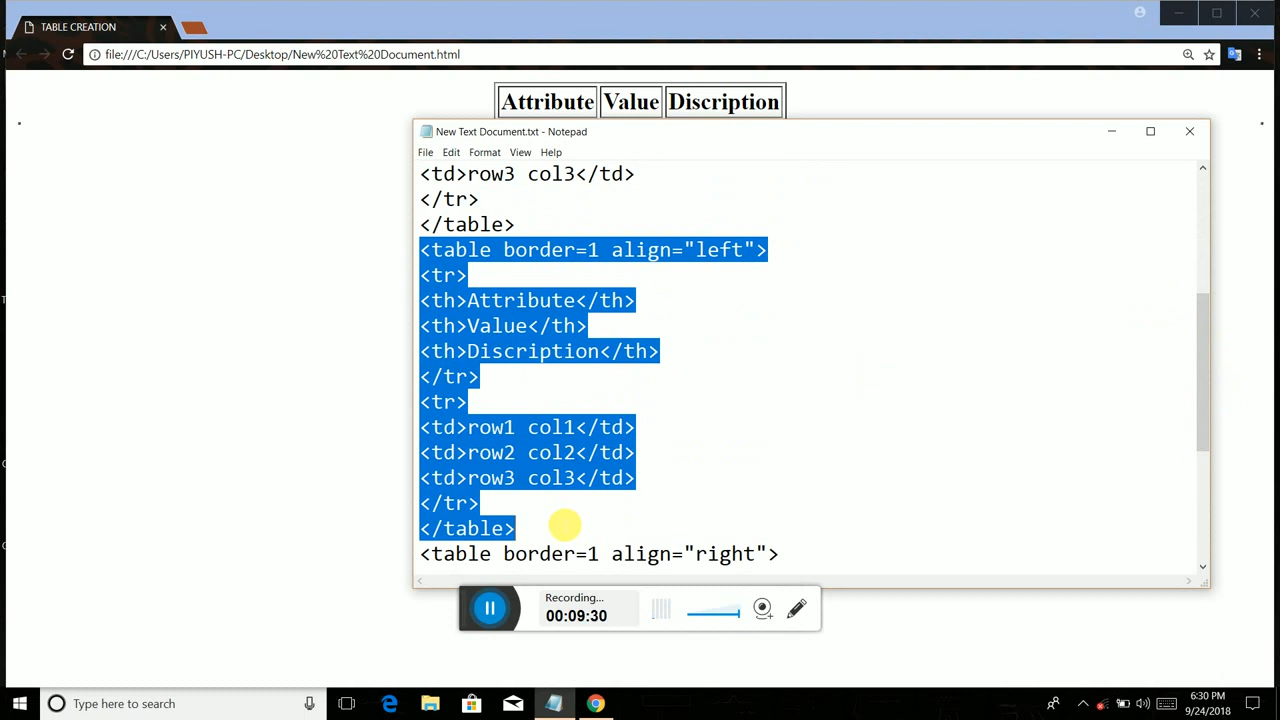 TABLE CREATION
file:///C:/Users/PIYUSH-PC/Desktop/New%20Text%20Document.html
Attribute Value Discription
New Text Document.txt - Notepad
File Edit Format View Help
<td>row3 col3</td>
</tr>
</table>
<table border=1 align="left">
<tr>
<th>Attribute</th>
<th>Value</th>
<th>Discription</th>
</tr>
<tr>
<td>row1 col1</td>
<td>row2 col2</td>
<td>row3 col3</td>
</tr>
</table>
<table border=1 align="right">
Recording...
00:09:30
Type here to search
6:30 PM
9/24/2018